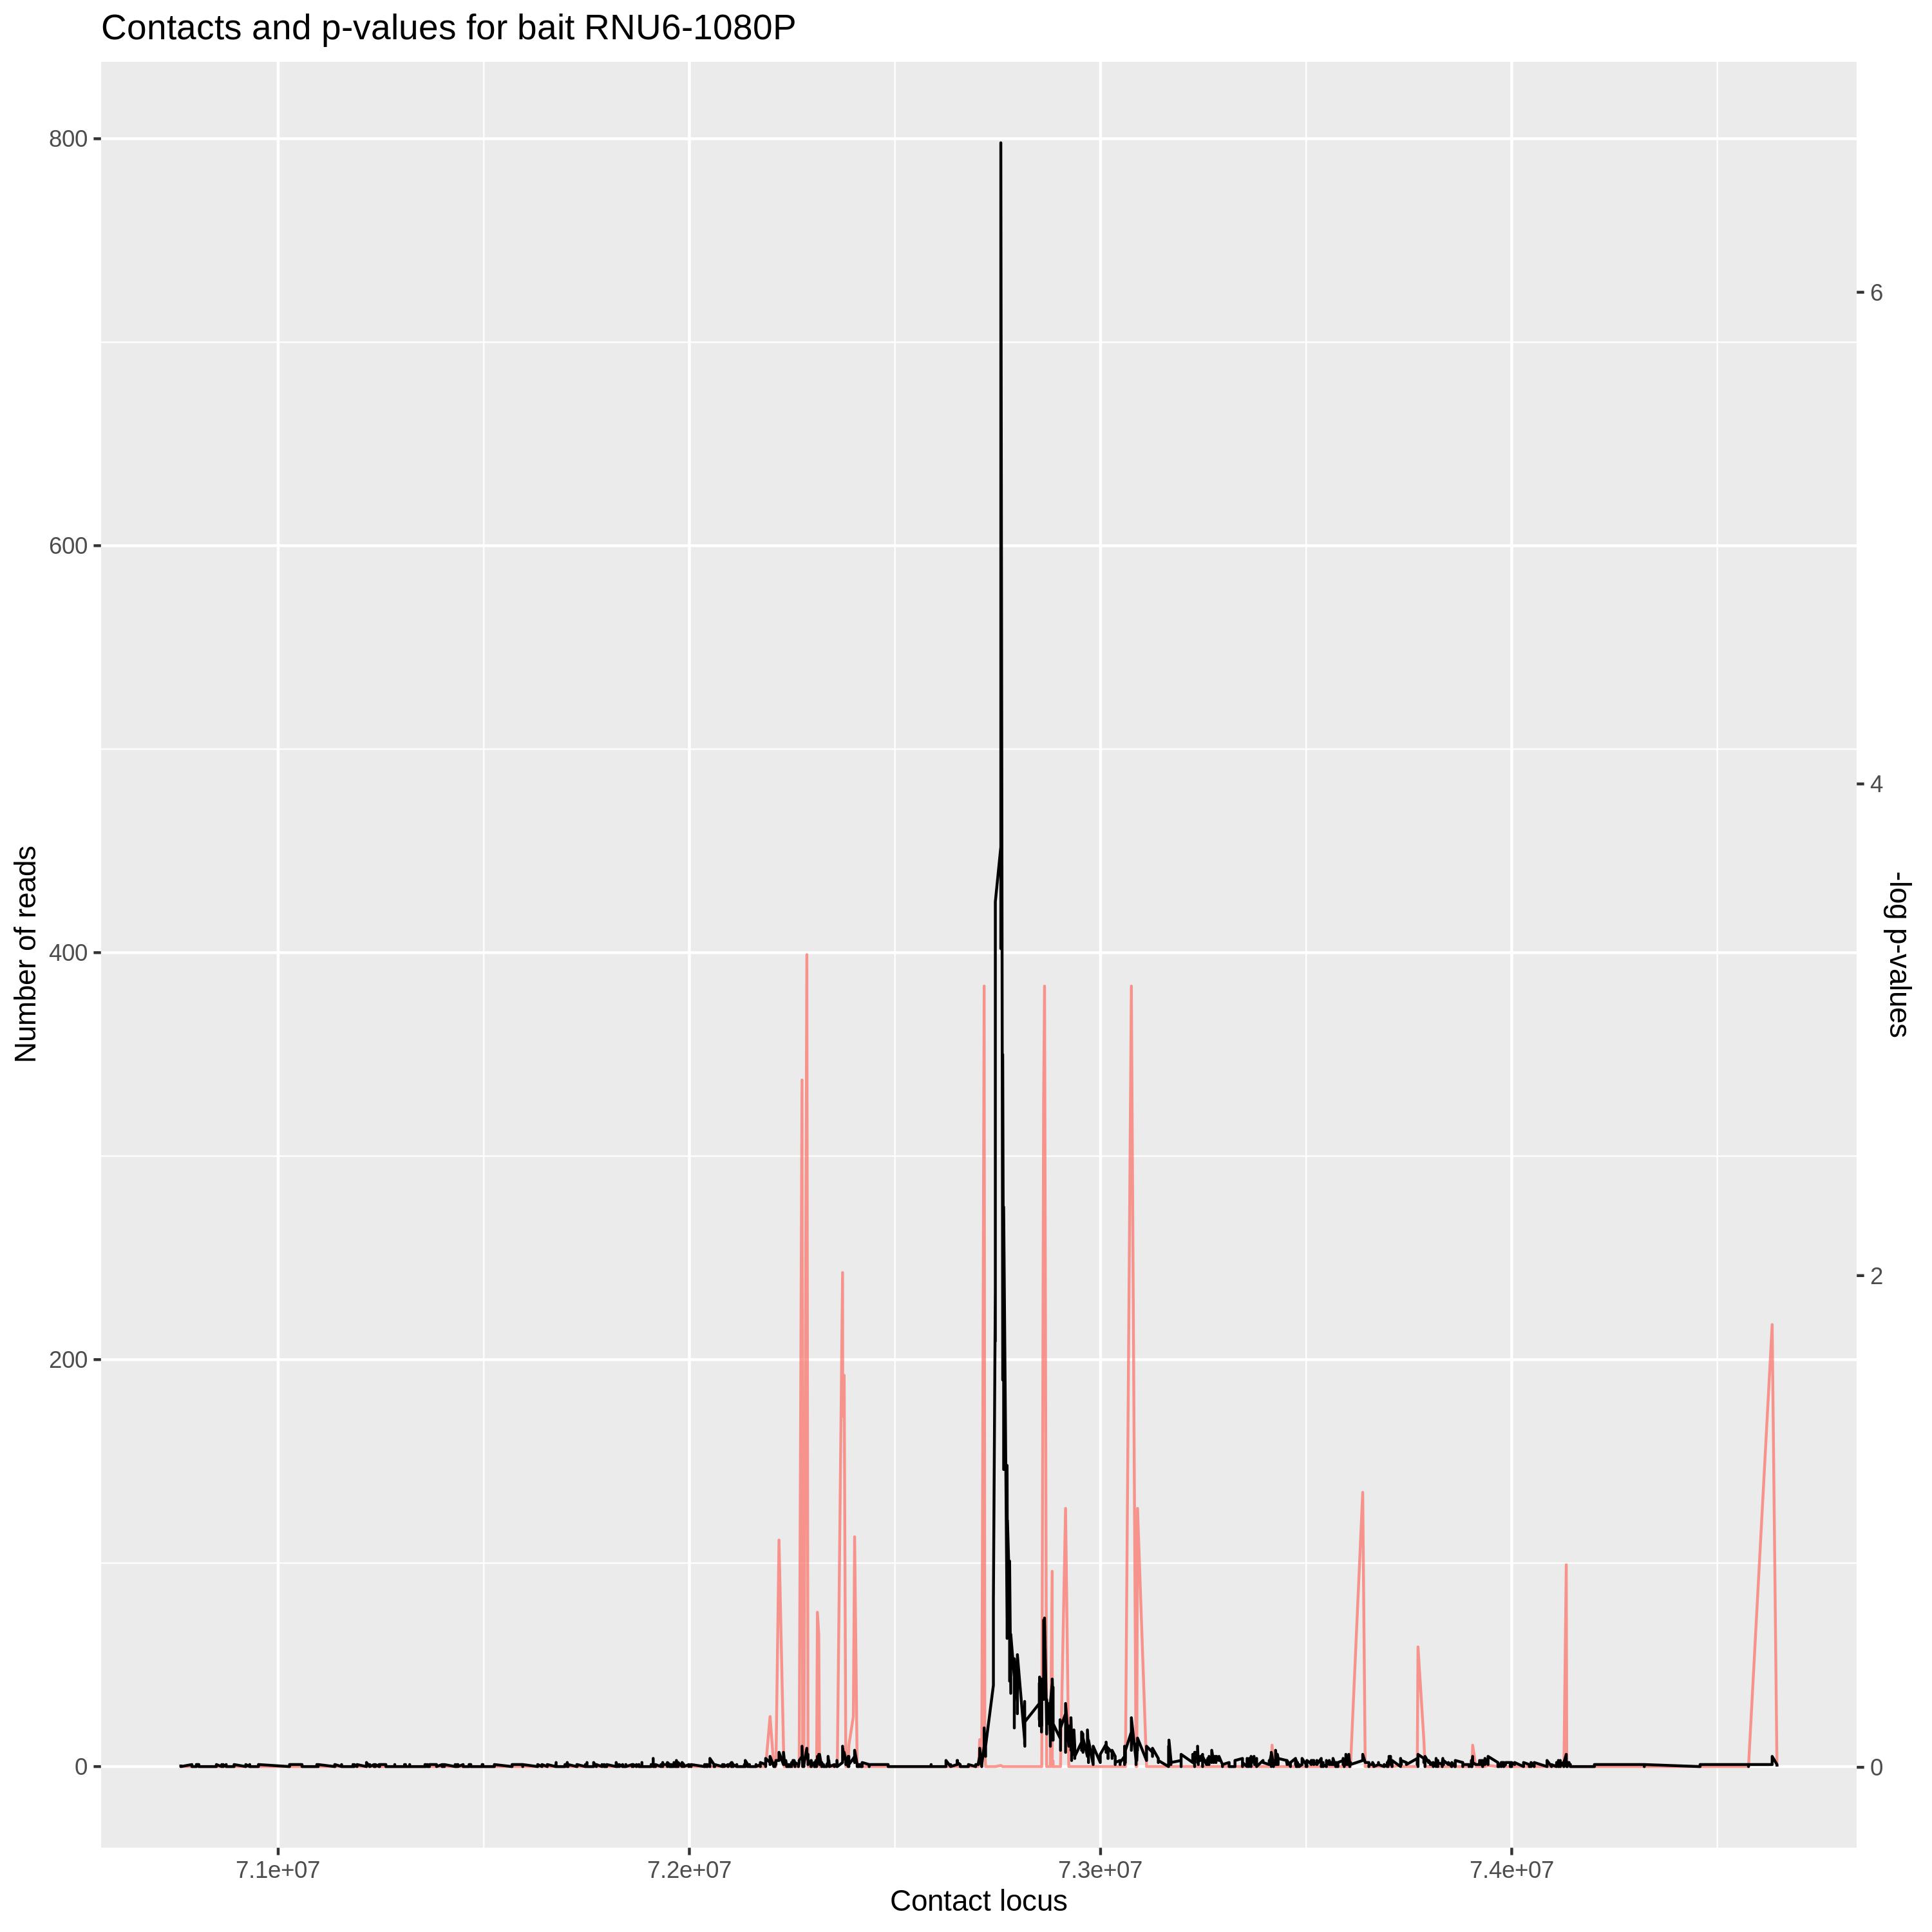 Contacts and p-values for bait RNU6-1080P
800
600
400
200
0
Number of reads
6
4
2
0
-log p-values
7.1e+07
7.2e+07
7.3e+07
7.4e+07
Contact locus